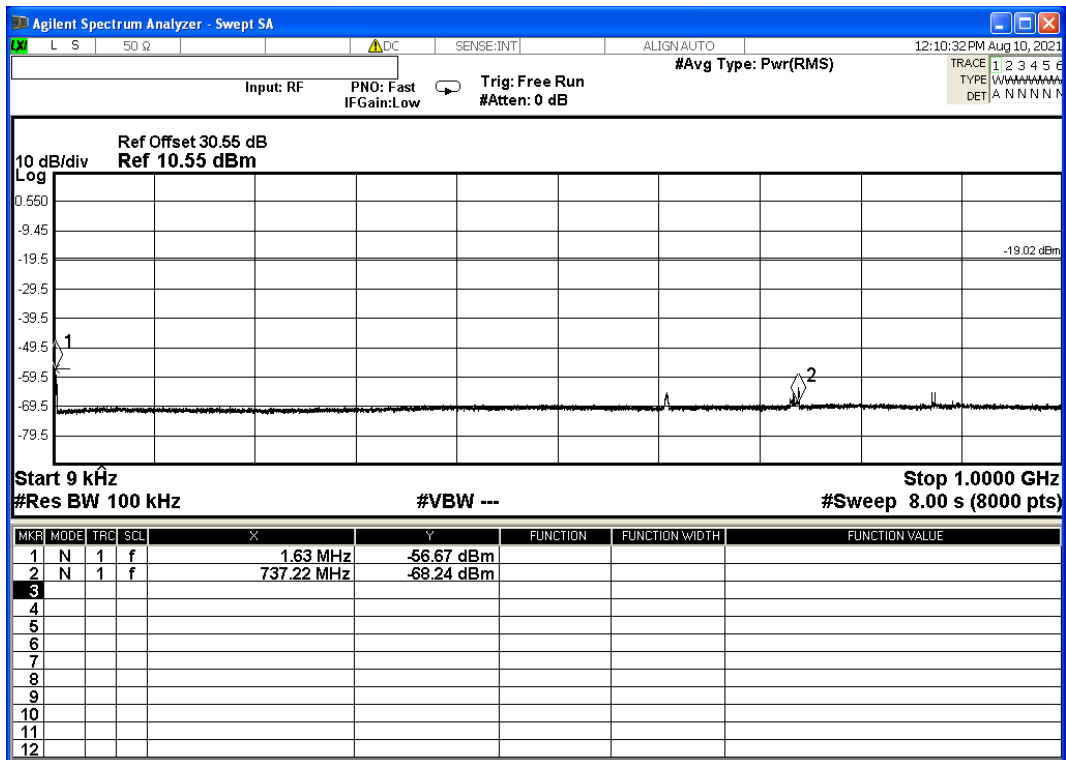 Agilent Spectrum Analyzer - Swept SA
LXI L S 50 Ω DC SENSE:INT ALIGN AUTO 12:10:32 PM Aug 10, 2021
#Avg Type: Pwr(RMS)
TRACE 1 2 3 4 5 6
Input: RF PNO: Fast Trig: Free Run
TYPE
IFGain:Low #Atten: 0 dB
DET A N N N N N
Ref Offset 30.55 dB
10 dB/div Ref 10.55 dBm
Log
0.550
-9.45
-19.02 dBm
-19.5
-29.5
-39.5
1
-49.5
-59.5
2
-69.5
-79.5
Start 9 kHz Stop 1.0000 GHz
#Res BW 100 kHz #VBW --- #Sweep 8.00 s (8000 pts)
MKR MODE TRC SCL X Y FUNCTION FUNCTION WIDTH FUNCTION VALUE
1 N 1 f 1.63 MHz -56.67 dBm
2 N 1 f 737.22 MHz -68.24 dBm
3
4
5
6
7
8
9
10
11
12